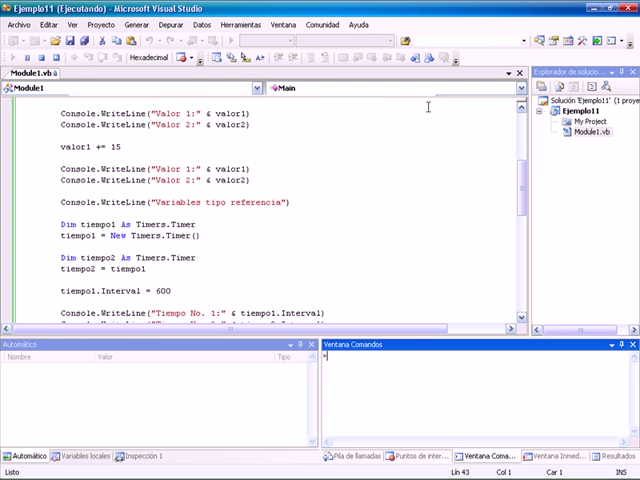 Ejemplo11 (Ejecutando) - Microsoft Visual Studio
Archivo Editar Ver Proyecto Generar Depurar Datos Herramientas Ventana Comunidad Ayuda
Hexadecimal
Module1.vb
Module1 Main
Console.WriteLine("Valor 1:" & valor1)
Console.WriteLine("Valor 2:" & valor2)
valor1 += 15
Console.WriteLine("Valor 1:" & valor1)
Console.WriteLine("Valor 2:" & valor2)
Console.WriteLine("Variables tipo referencia")
Dim tiempo1 As Timers.Timer
tiempo1 = New Timers.Timer()
Dim tiempo2 As Timers.Timer
tiempo2 = tiempo1
tiempo1.Interval = 600
Console.WriteLine("Tiempo No. 1:" & tiempo1.Interval)
Explorador de solucio...
Solución 'Ejemplo11' (1 proye
Ejemplo11
My Project
Module1.vb
Automático
Nombre Valor Tipo
Ventana Comandos
>
Automático Variables locales Inspección 1
Pila de llamadas Puntos de inter... Ventana Coma... Ventana Inmed... Resultados
Listo Lín 43 Col 1 Car 1 INS